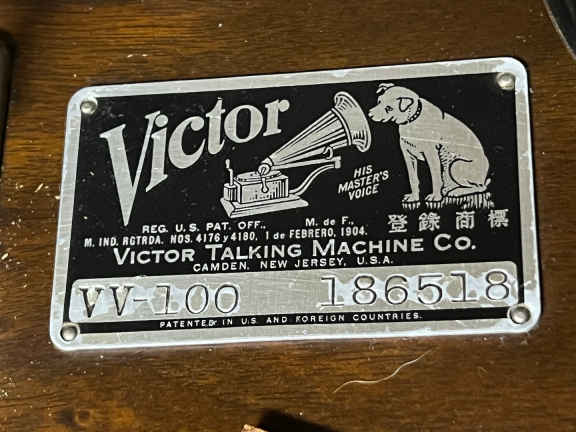 Victor
HIS
MASTER'S
VOICE
REG. U.S. PAT. OFF., M. de F.,
M. IND. RGTRDA. NOS. 4176 y 4180, 1 de FEBRERO, 1904.
登錄商標
VICTOR TALKING MACHINE CO.
CAMDEN, NEW JERSEY, U.S.A.
VV-100 186518
PATENTED IN U.S. AND FOREIGN COUNTRIES.